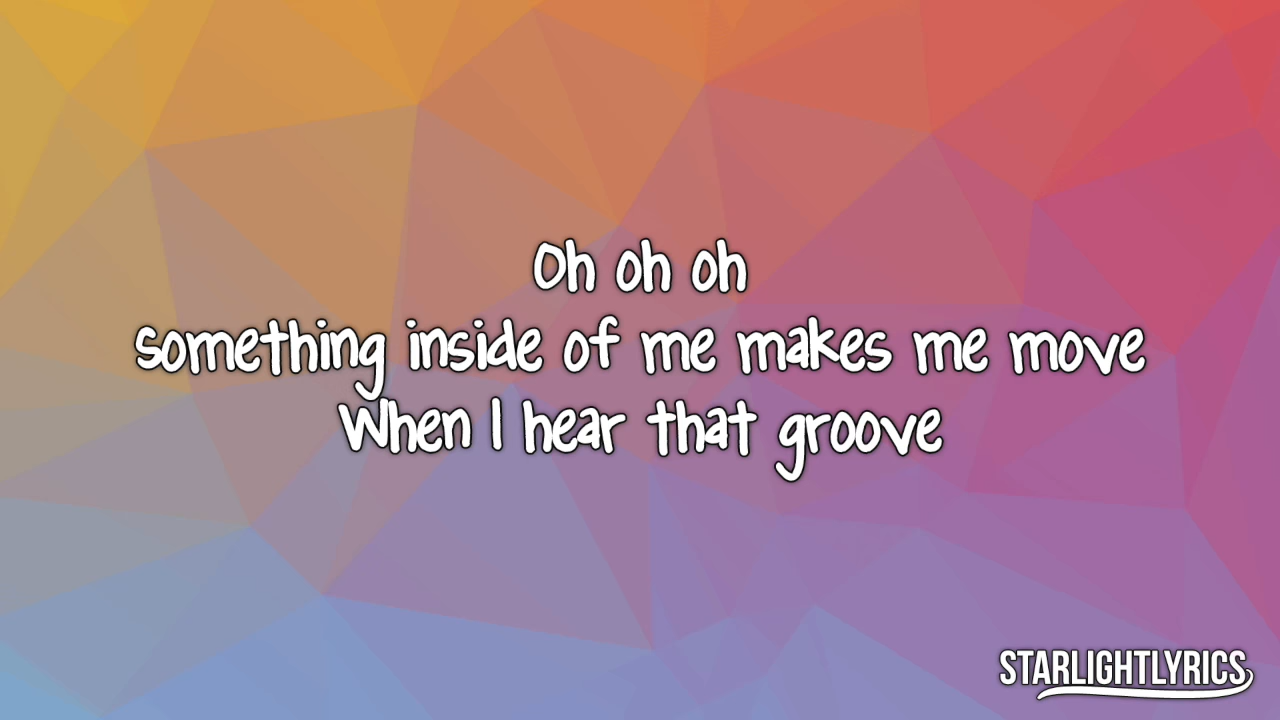 Oh oh oh
something inside of me makes me move
When I hear that groove
STARLIGHTLYRICS